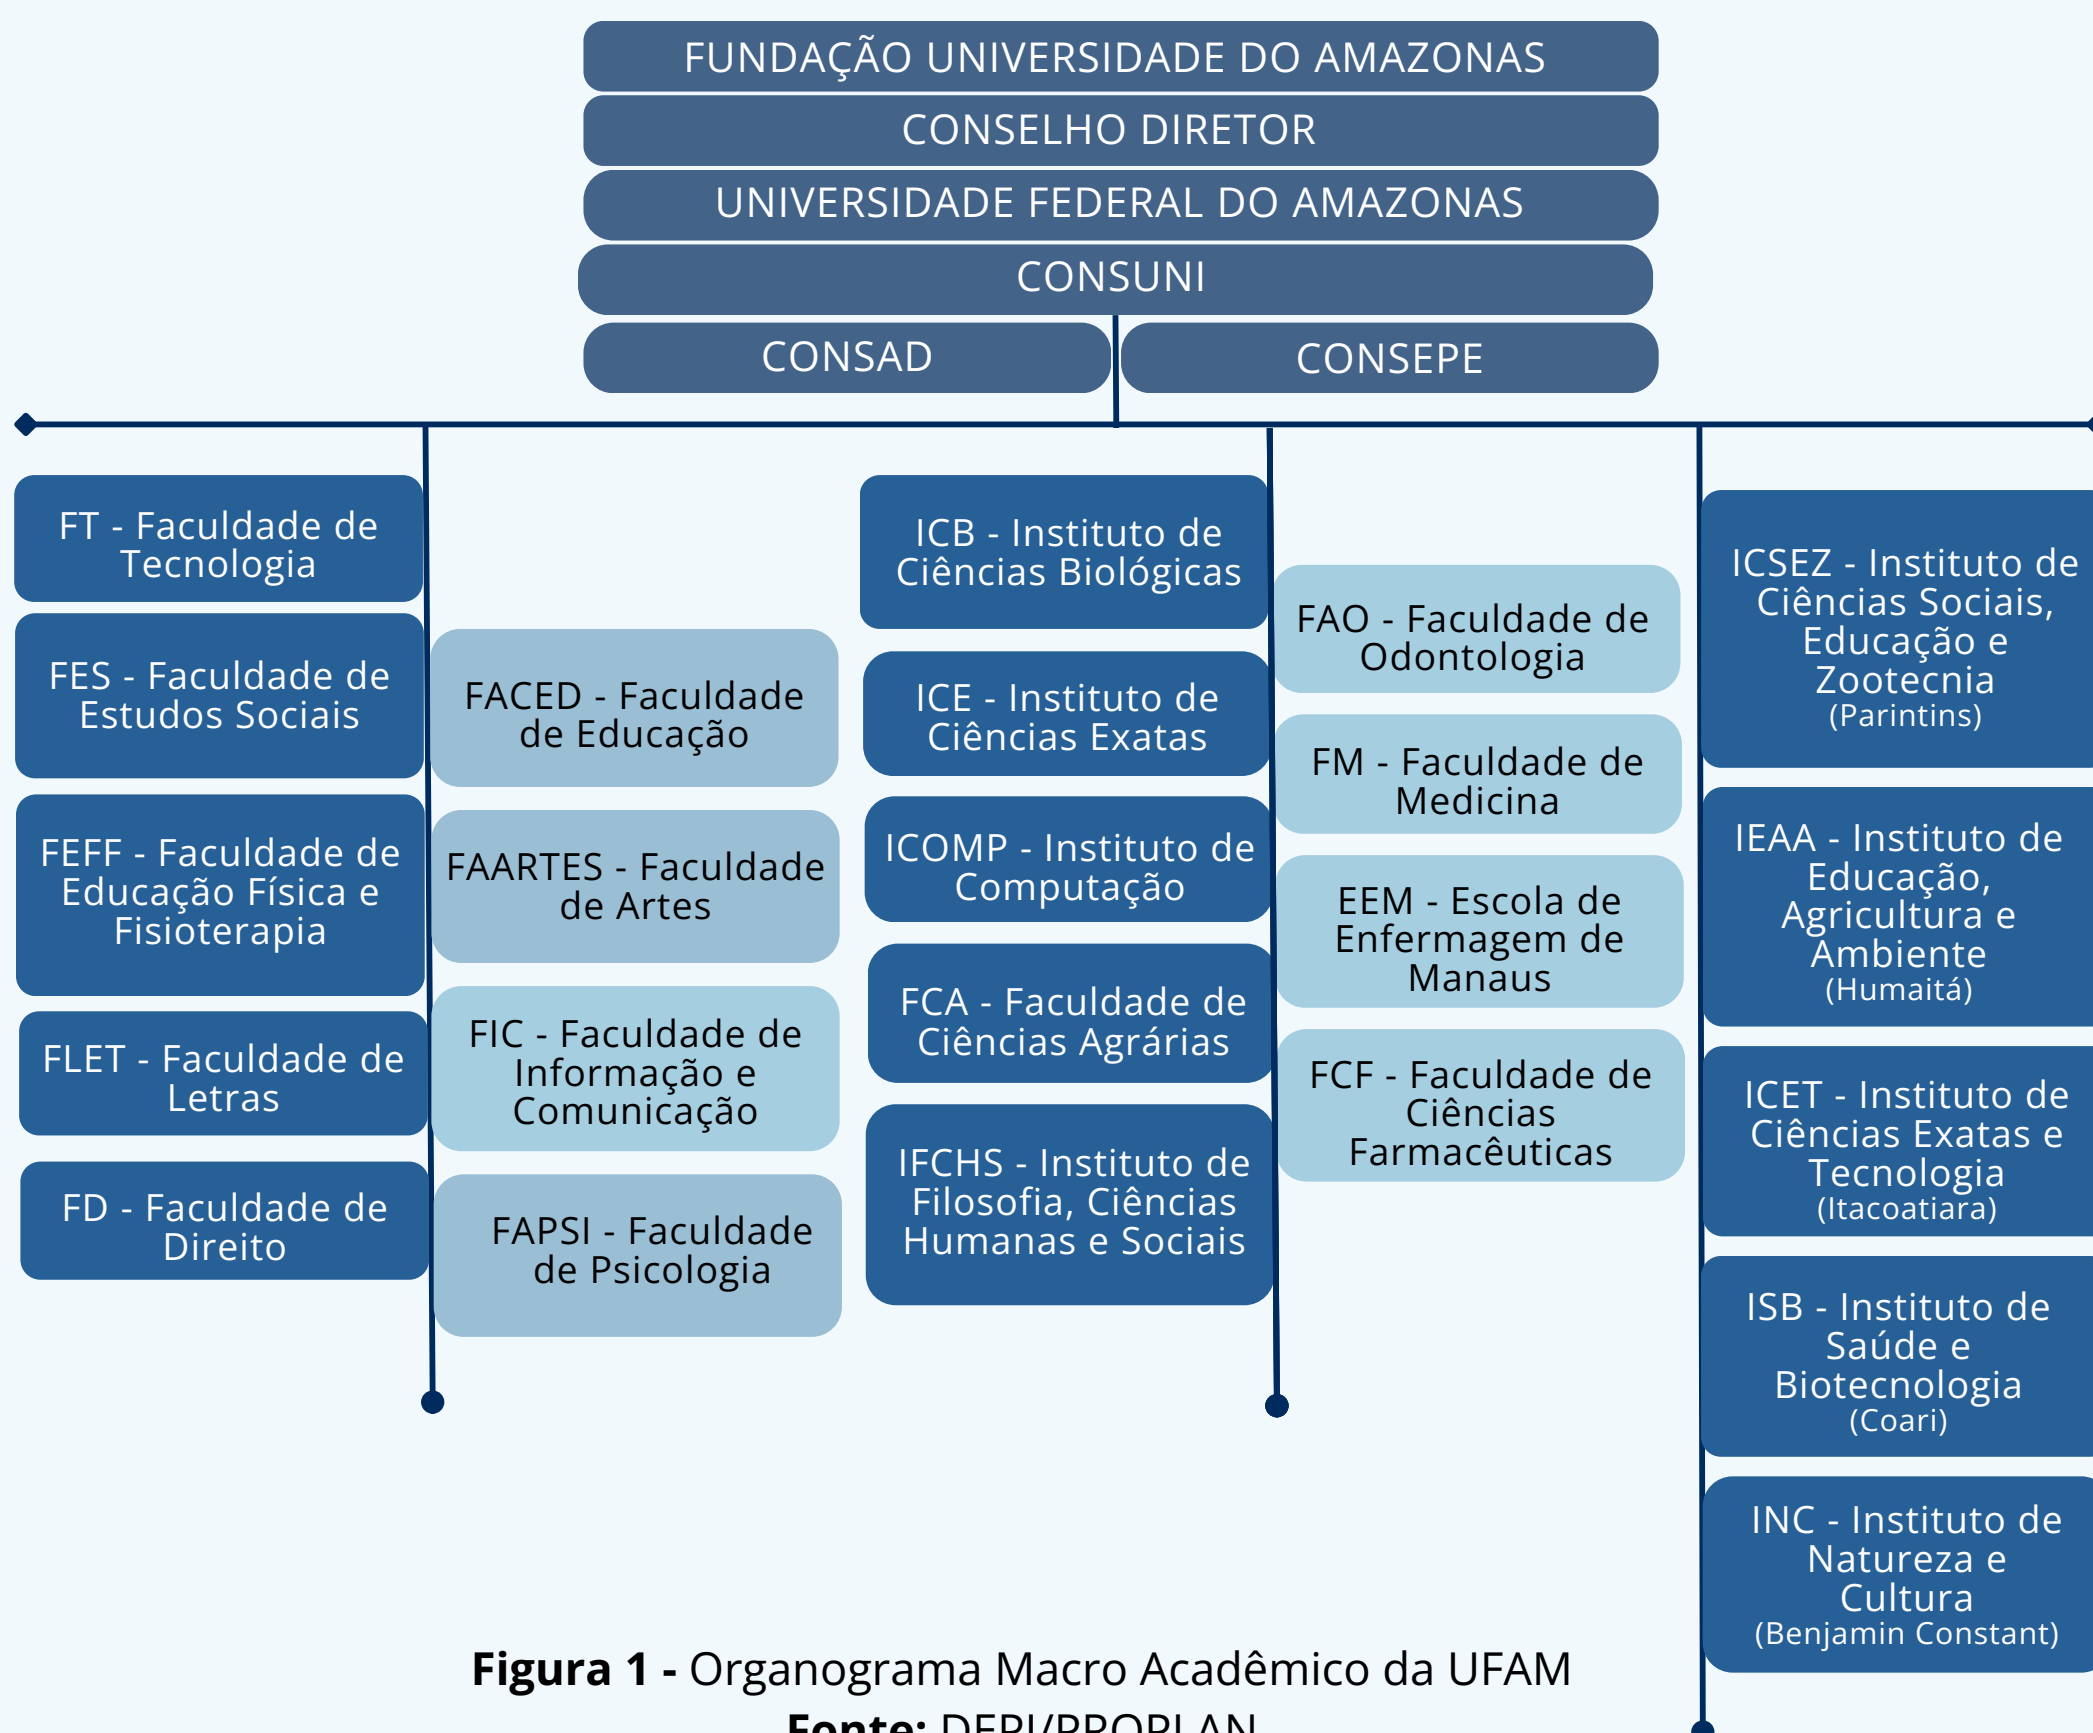 FUNDAÇÃO UNIVERSIDADE DO AMAZONAS
CONSELHO DIRETOR
UNIVERSIDADE FEDERAL DO AMAZONAS
CONSUNI
CONSAD
CONSEPE
FT - Faculdade de
Tecnologia
FES - Faculdade de
Estudos Sociais
FEFF - Faculdade de
Educação Física e
Fisioterapia
FLET - Faculdade de
Letras
FD - Faculdade de
Direito
FACED - Faculdade
de Educação
FAARTES - Faculdade
de Artes
FIC - Faculdade de
Informação e
Comunicação
FAPSI - Faculdade
de Psicologia
ICB - Instituto de
Ciências Biológicas
ICE - Instituto de
Ciências Exatas
ICOMP - Instituto de
Computação
FCA - Faculdade de
Ciências Agrárias
IFCHS - Instituto de
Filosofia, Ciências
Humanas e Sociais
FAO - Faculdade de
Odontologia
FM - Faculdade de
Medicina
EEM - Escola de
Enfermagem de
Manaus
FCF - Faculdade de
Ciências
Farmacêuticas
ICSEZ - Instituto de
Ciências Sociais,
Educação e
Zootecnia
(Parintins)
IEAA - Instituto de
Educação,
Agricultura e
Ambiente
(Humaitá)
ICET - Instituto de
Ciências Exatas e
Tecnologia
(Itacoatiara)
ISB - Instituto de
Saúde e
Biotecnologia
(Coari)
INC - Instituto de
Natureza e
Cultura
(Benjamin Constant)
Figura 1 - Organograma Macro Acadêmico da UFAM
Fonte: DEPI/PROPLAN